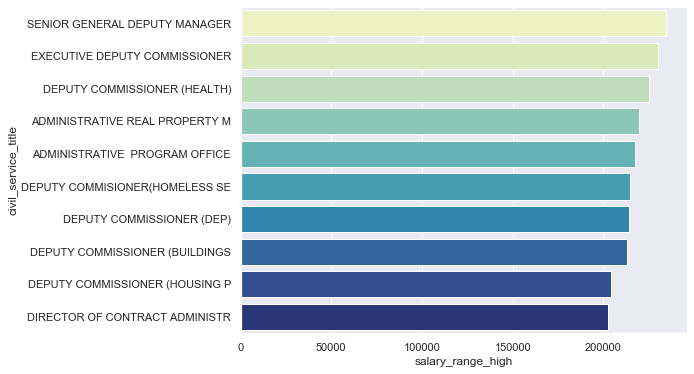 SENIOR GENERAL DEPUTY MANAGER
EXECUTIVE DEPUTY COMMISSIONER
DEPUTY COMMISSIONER (HEALTH)
ADMINISTRATIVE REAL PROPERTY M
ADMINISTRATIVE  PROGRAM OFFICE
DEPUTY COMMISIONER(HOMELESS SE
DEPUTY COMMISSIONER (DEP)
DEPUTY COMMISSIONER (BUILDINGS
DEPUTY COMMISSIONER (HOUSING P
DIRECTOR OF CONTRACT ADMINISTR
civil_service_title
0 50000 100000 150000 200000
salary_range_high